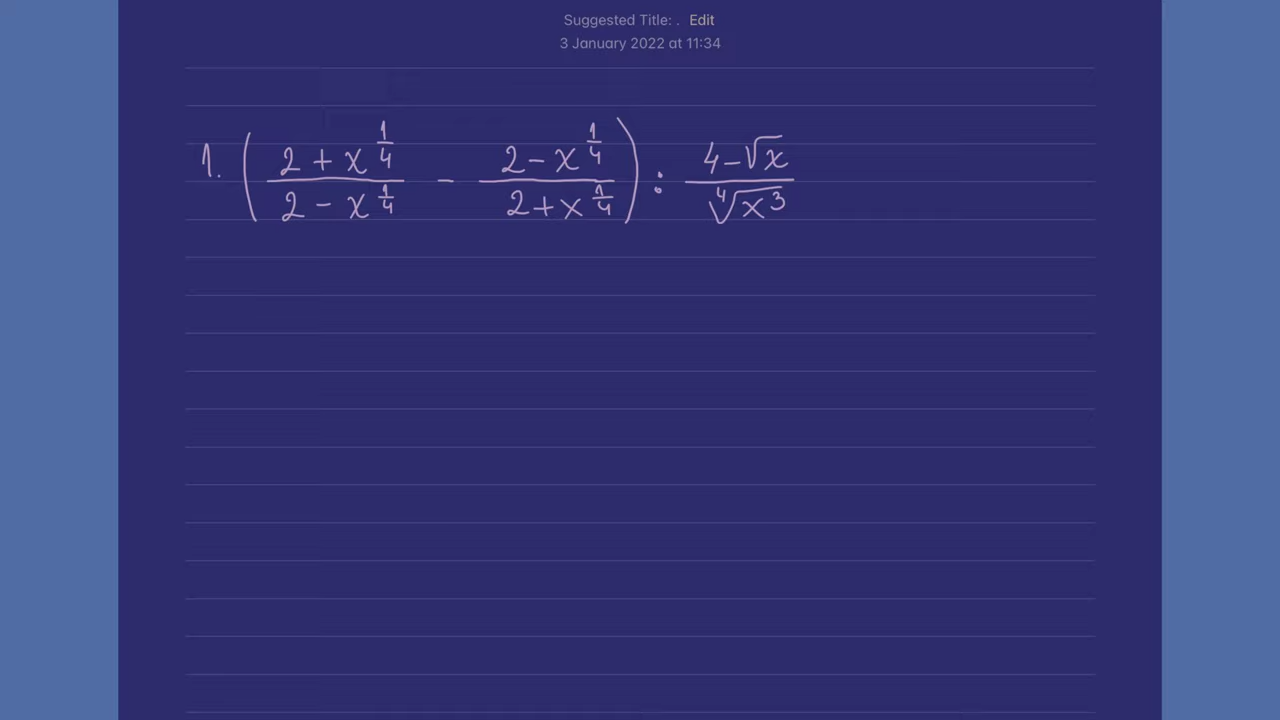 Suggested Title: . Edit
3 January 2022 at 11:34
1. ( (2 + x^(1/4)) / (2 - x^(1/4)) - (2 - x^(1/4)) / (2 + x^(1/4)) ) : (4 - √x) / (⁴√(x³))